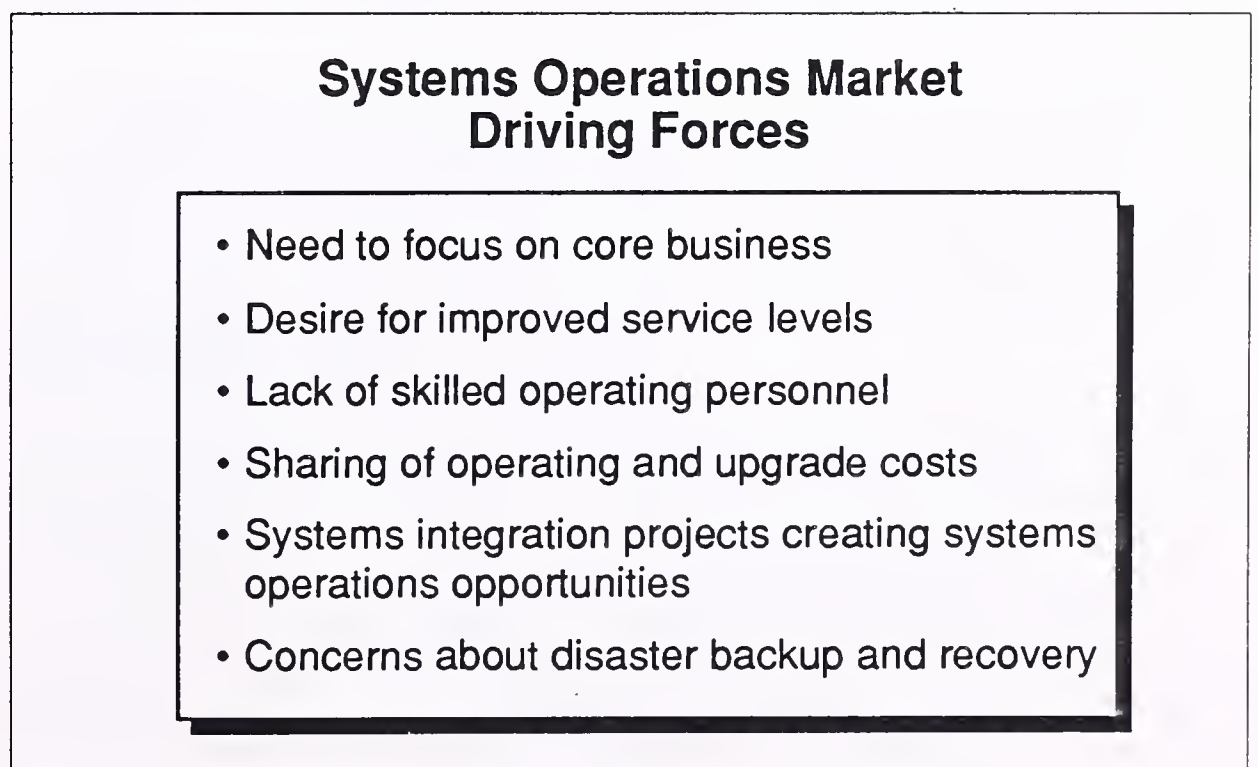 Systems Operations Market
Driving Forces
• Need to focus on core business
• Desire for improved service levels
• Lack of skilled operating personnel
• Sharing of operating and upgrade costs
• Systems integration projects creating systems
operations opportunities
• Concerns about disaster backup and recovery